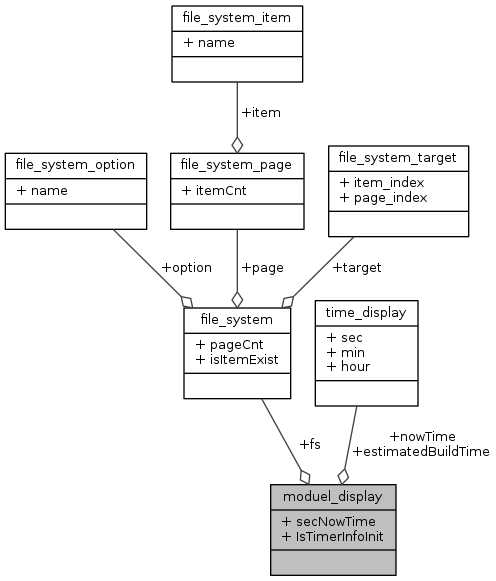 file_system_item
+ name
+item
file_system_option
+ name
file_system_page
+ itemCnt
file_system_target
+ item_index
+ page_index
+option
+page
+target
file_system
+ pageCnt
+ isItemExist
time_display
+ sec
+ min
+ hour
+fs
+nowTime
+estimatedBuildTime
moduel_display
+ secNowTime
+ IsTimerInfoInit